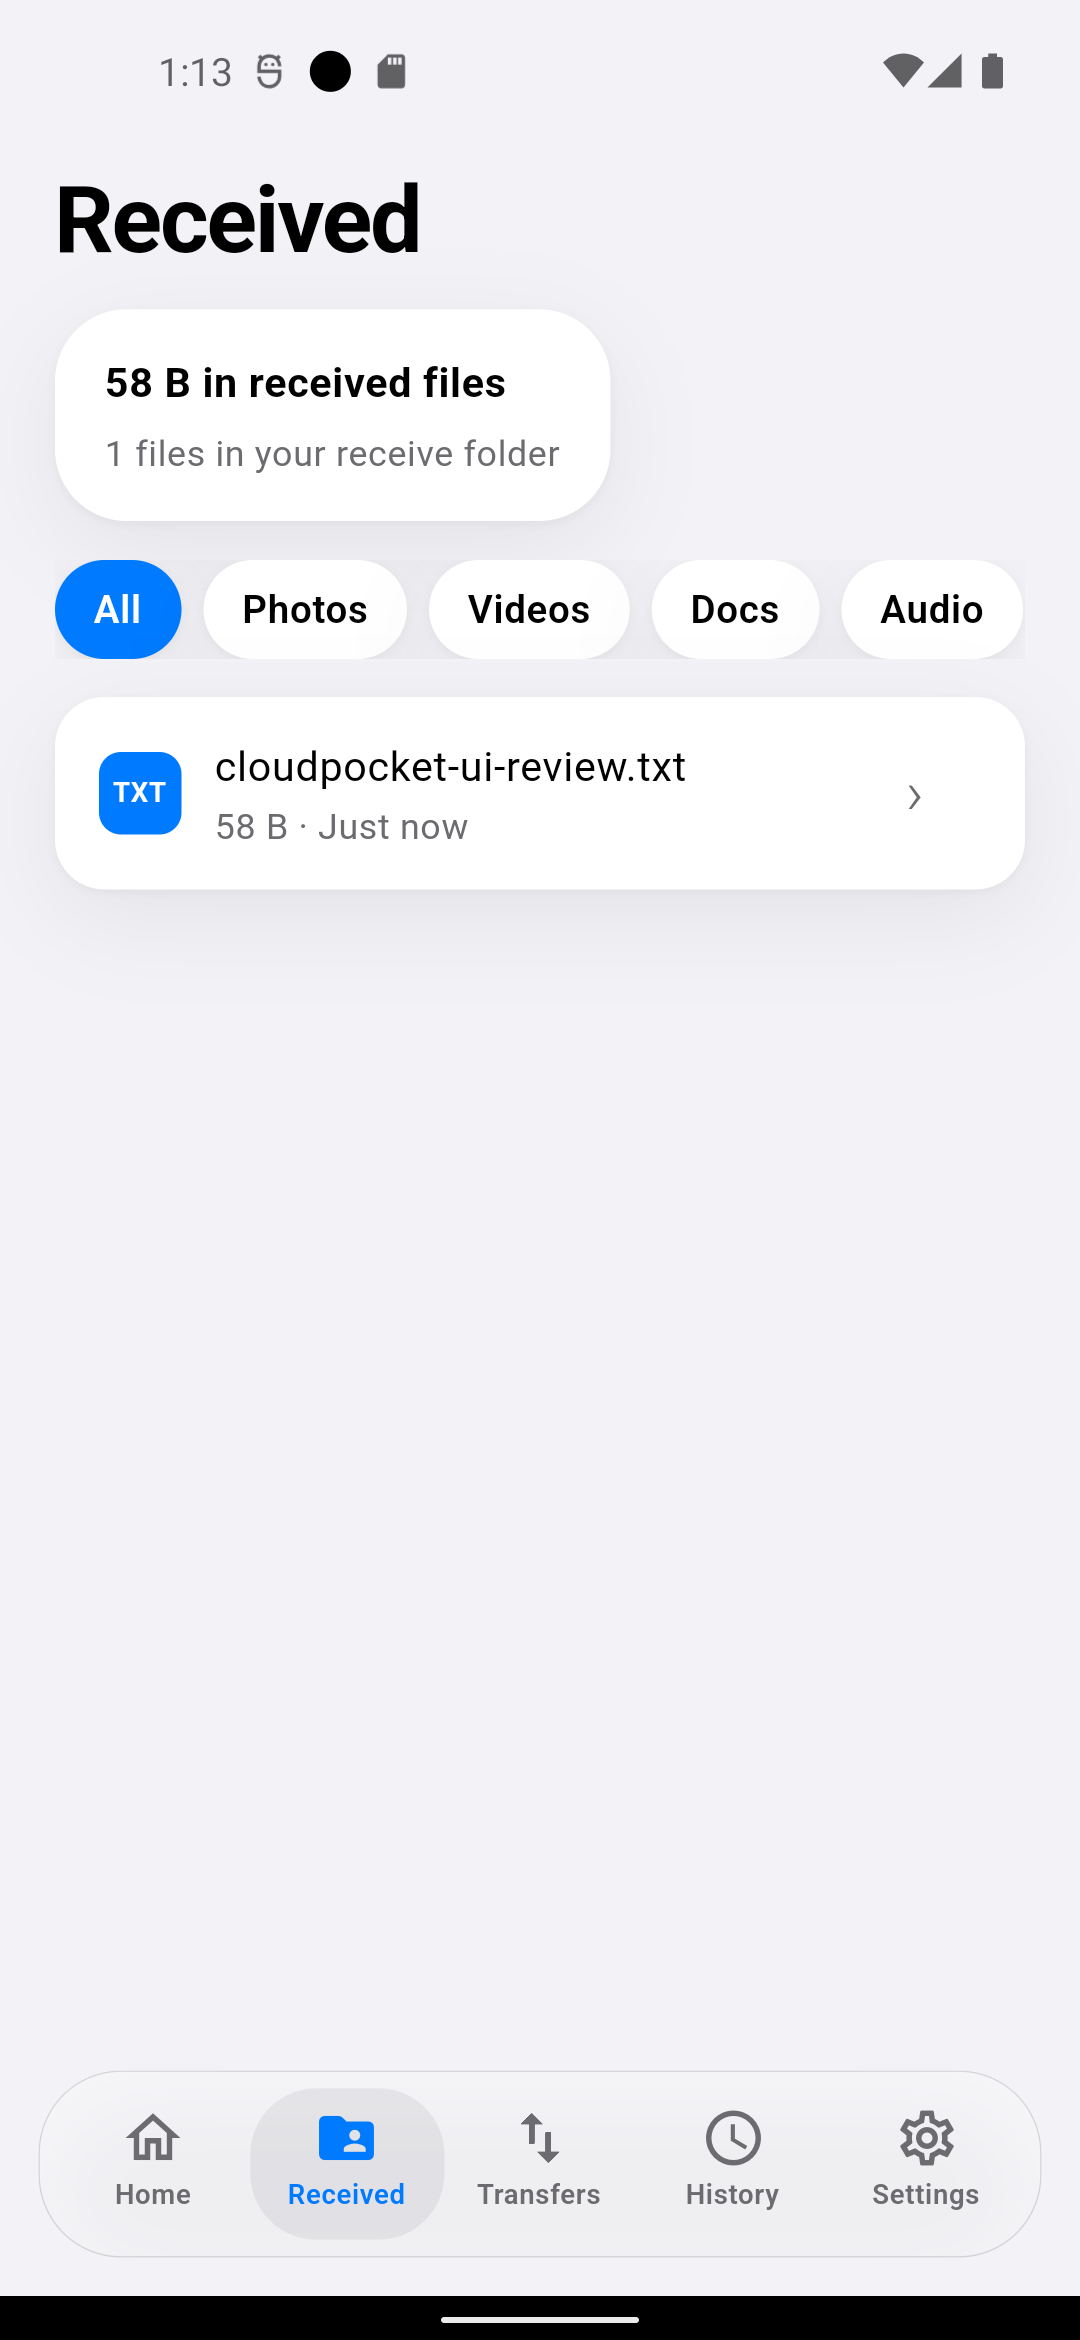 1:13
Received
58 B in received files
1 files in your receive folder
All Photos Videos Docs Audio
TXT
cloudpocket-ui-review.txt
58 B · Just now
Home Received Transfers History Settings